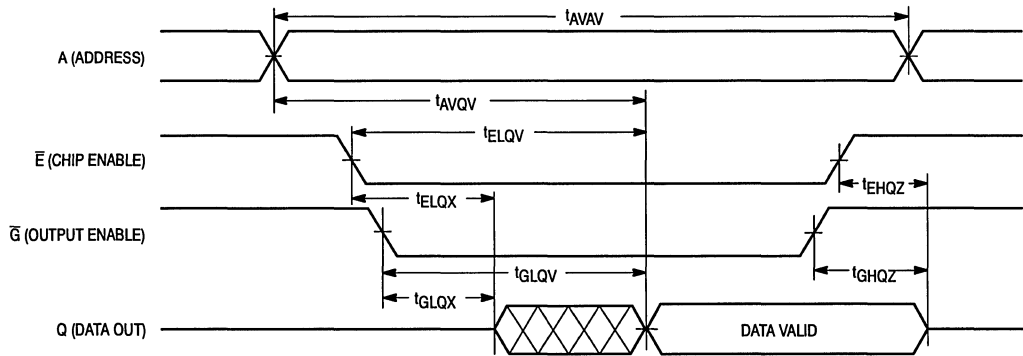 tAVAV
A (ADDRESS)
tAVQV
tELQV
E̅ (CHIP ENABLE)
tEHQZ
tELQX
G̅ (OUTPUT ENABLE)
tGLQV
tGHQZ
tGLQX
Q (DATA OUT)
DATA VALID